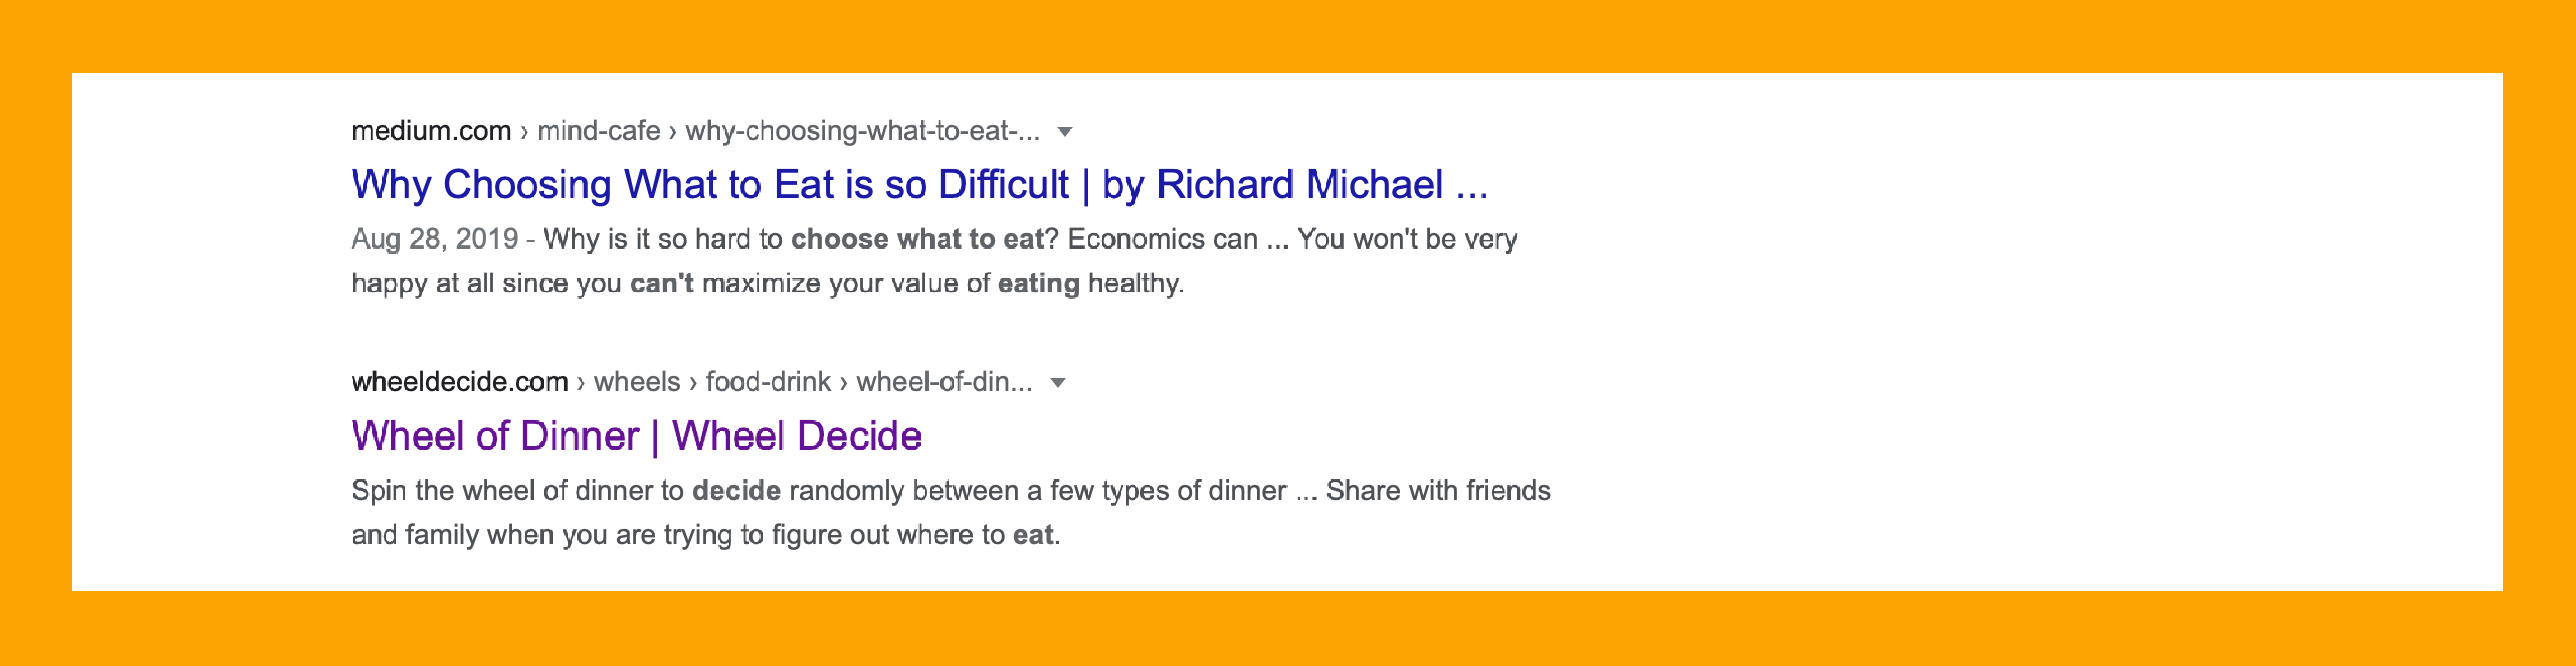 medium.com › mind-cafe › why-choosing-what-to-eat-...
Why Choosing What to Eat is so Difficult | by Richard Michael ...
Aug 28, 2019 - Why is it so hard to choose what to eat? Economics can ... You won't be very
happy at all since you can't maximize your value of eating healthy.
wheeldecide.com › wheels › food-drink › wheel-of-din...
Wheel of Dinner | Wheel Decide
Spin the wheel of dinner to decide randomly between a few types of dinner ... Share with friends
and family when you are trying to figure out where to eat.